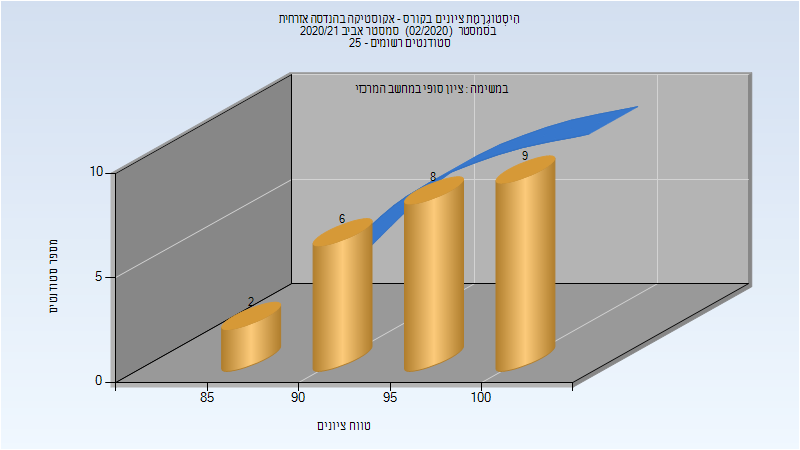 היסטוגרמת ציונים בקורס - אקוסטיקה בהנדסה אזרחית
בסמסטר (02/2020) סמסטר אביב 2020/21
סטודנטים רשומים - 25
במשימה : ציון סופי במחשב המרכזי
10
5
0
מספר סטודנטים
2
6
8
9
85
90
95
100
טווח ציונים